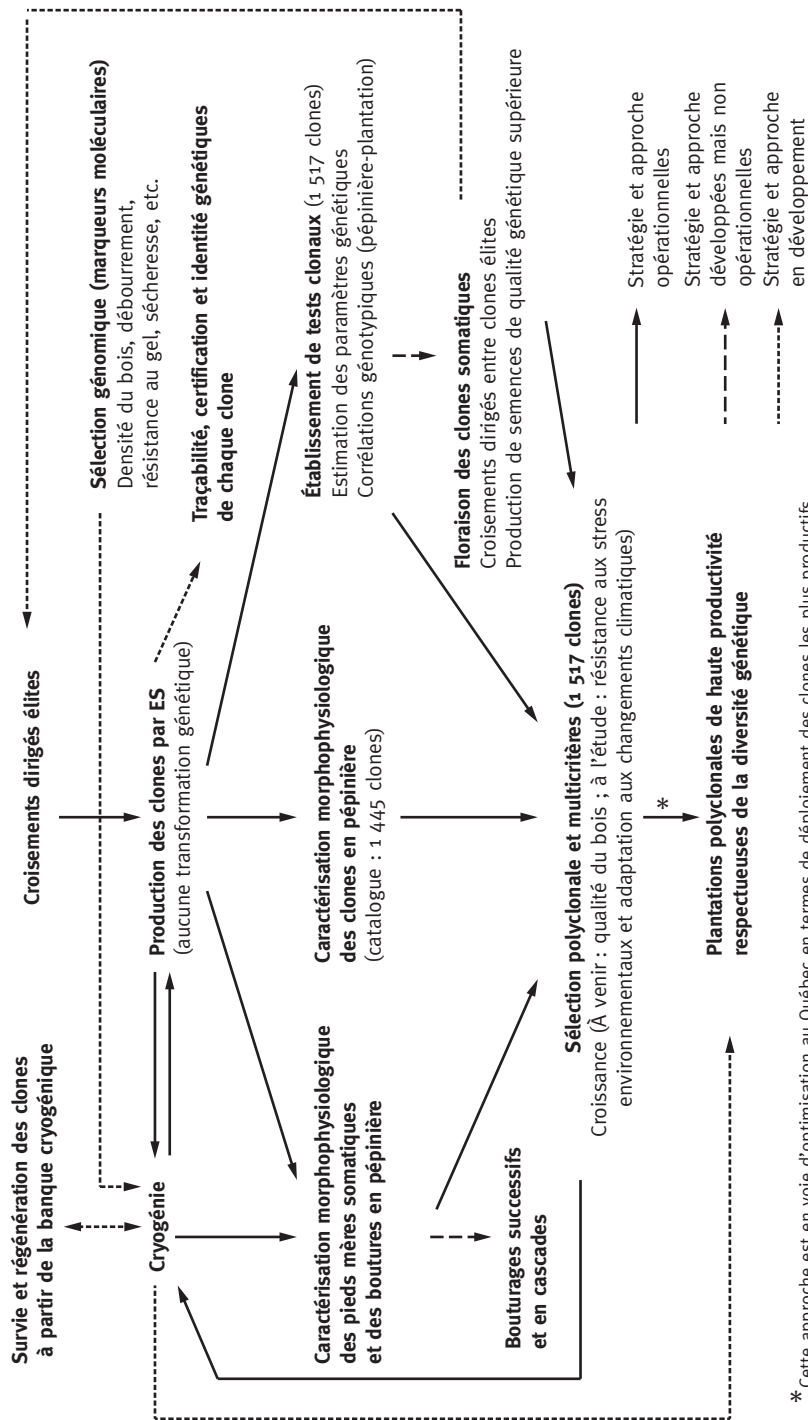 Survie et régénération des clones
à partir de la banque cryogénique
Croisements dirigés élites
Sélection génomique (marqueurs moléculaires)
Densité du bois, débourrement,
résistance au gel, sécheresse, etc.
Cryogénie
Production des clones par ES
(aucune transformation génétique)
Traçabilité, certification et identité génétiques
de chaque clone
Caractérisation morphophysiologique
des pieds mères somatiques
et des boutures en pépinière
Caractérisation morphophysiologique
des clones en pépinière
(catalogue : 1 445 clones)
Établissement de tests clonaux (1 517 clones)
Estimation des paramètres génétiques
Corrélations génotypiques (pépinière-plantation)
Bouturages successifs
et en cascades
Floraison des clones somatiques
Croisements dirigés entre clones élites
Production de semences de qualité génétique supérieure
Sélection polyclonale et multicritères (1 517 clones)
Croissance (À venir : qualité du bois ; à l'étude : résistance aux stress
environnementaux et adaptation aux changements climatiques)
*
Plantations polyclonales de haute productivité
respectueuses de la diversité génétique
Stratégie et approche
opérationnelles
Stratégie et approche
développées mais non
opérationnelles
Stratégie et approche
en développement
* Cette approche est en voie d'optimisation au Québec en termes de déploiement des clones les plus productifs